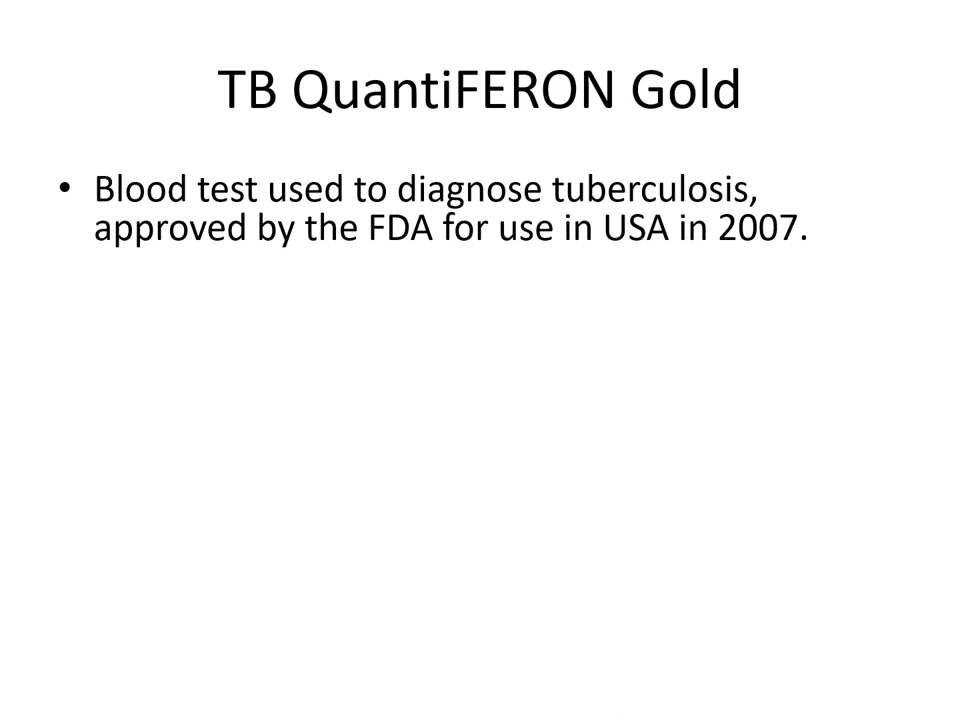 TB QuantiFERON Gold
• Blood test used to diagnose tuberculosis,
approved by the FDA for use in USA in 2007.